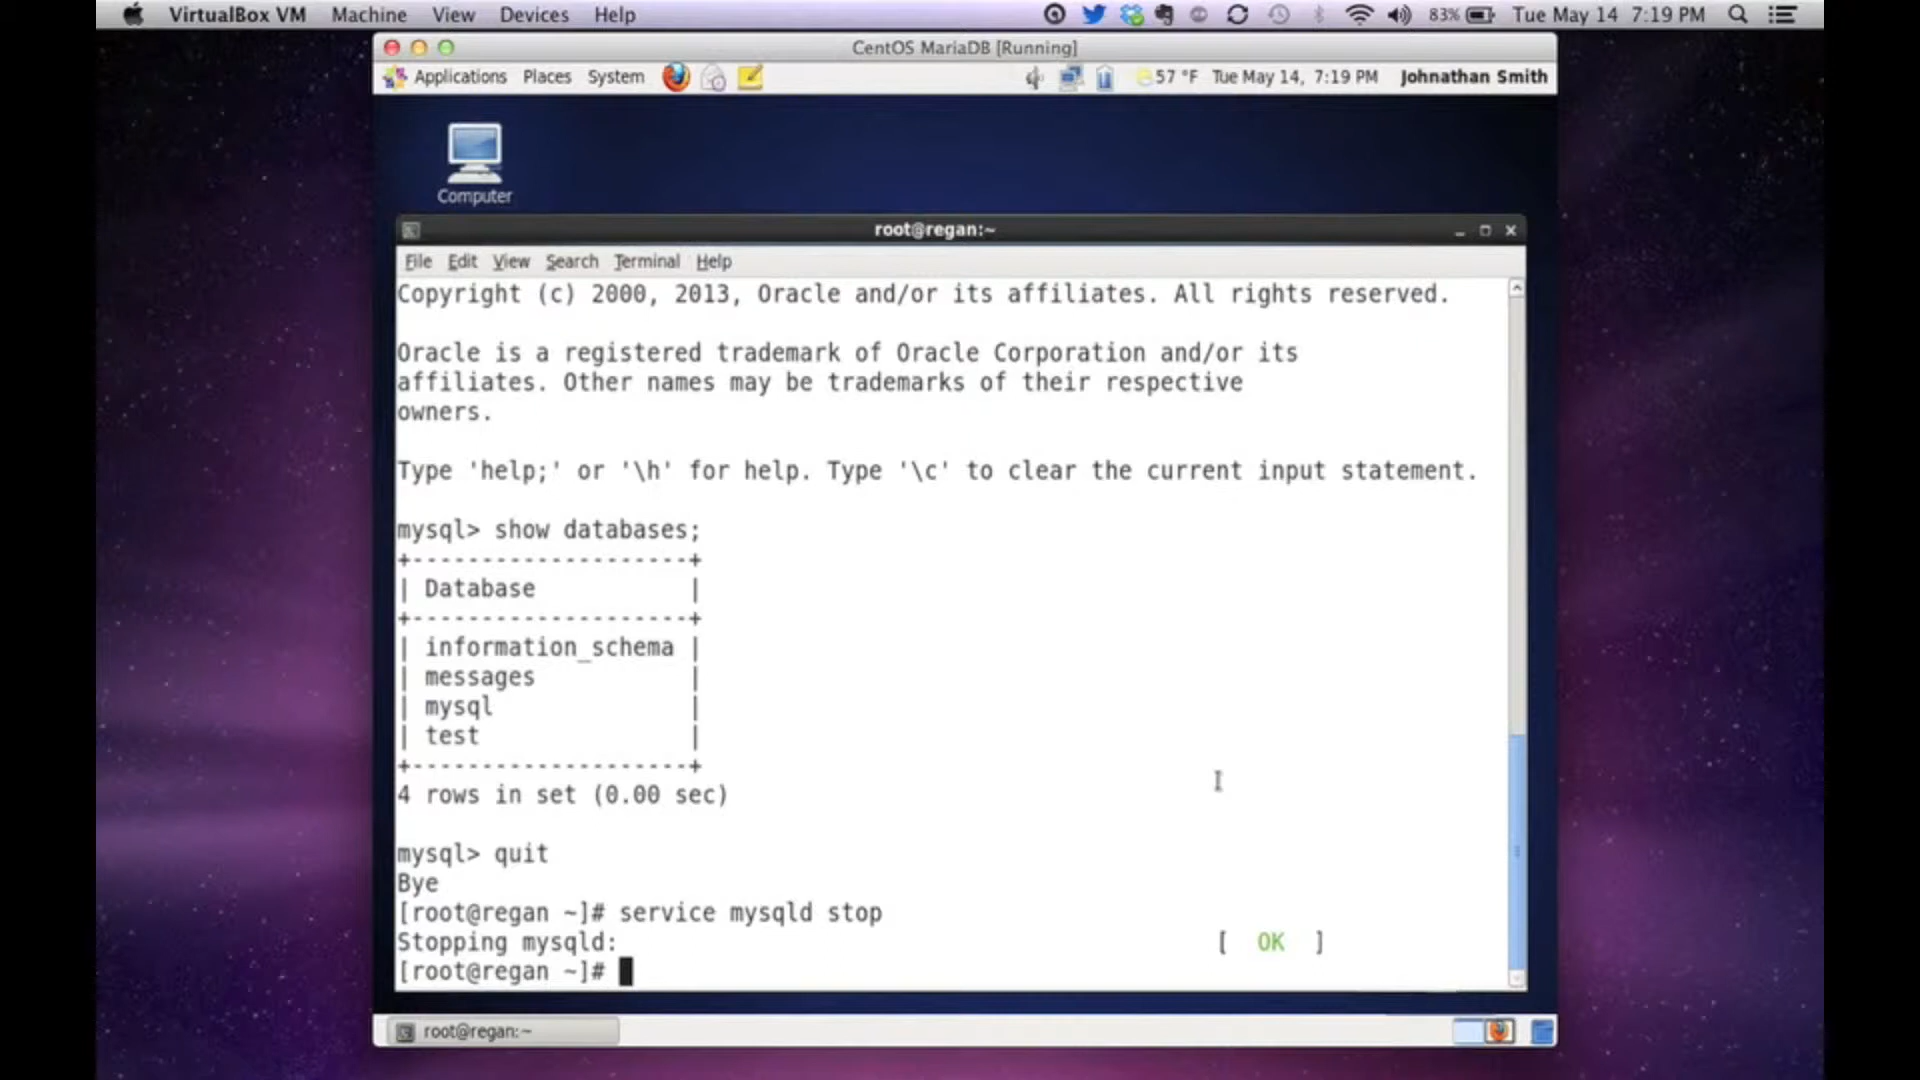 VirtualBox VM Machine View Devices Help 83% Tue May 14 7:19 PM
CentOS MariaDB [Running]
Applications Places System 57 °F Tue May 14, 7:19 PM Johnathan Smith
Computer
root@regan:~
File Edit View Search Terminal Help
Copyright (c) 2000, 2013, Oracle and/or its affiliates. All rights reserved.
Oracle is a registered trademark of Oracle Corporation and/or its
affiliates. Other names may be trademarks of their respective
owners.
Type 'help;' or '\h' for help. Type '\c' to clear the current input statement.
mysql> show databases;
+--------------------+
| Database           |
+--------------------+
| information_schema |
| messages           |
| mysql              |
| test               |
+--------------------+
4 rows in set (0.00 sec)
mysql> quit
Bye
[root@regan ~]# service mysqld stop
Stopping mysqld: [ OK ]
[root@regan ~]#
root@regan:~